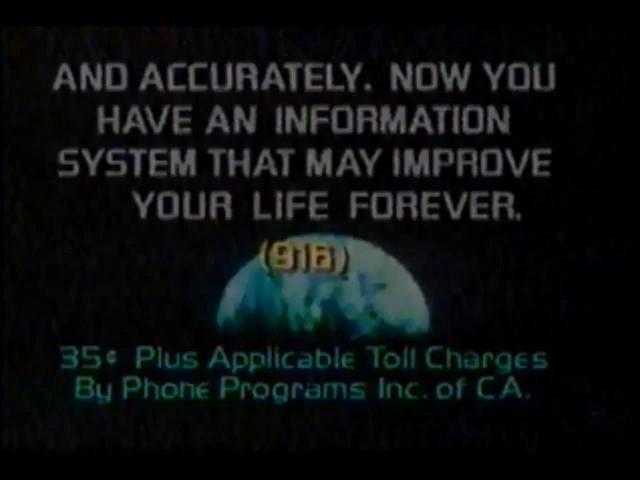 AND ACCURATELY. NOW YOU
HAVE AN INFORMATION
SYSTEM THAT MAY IMPROVE
YOUR LIFE FOREVER.
(916)
35¢ Plus Applicable Toll Charges
By Phone Programs Inc. of CA.